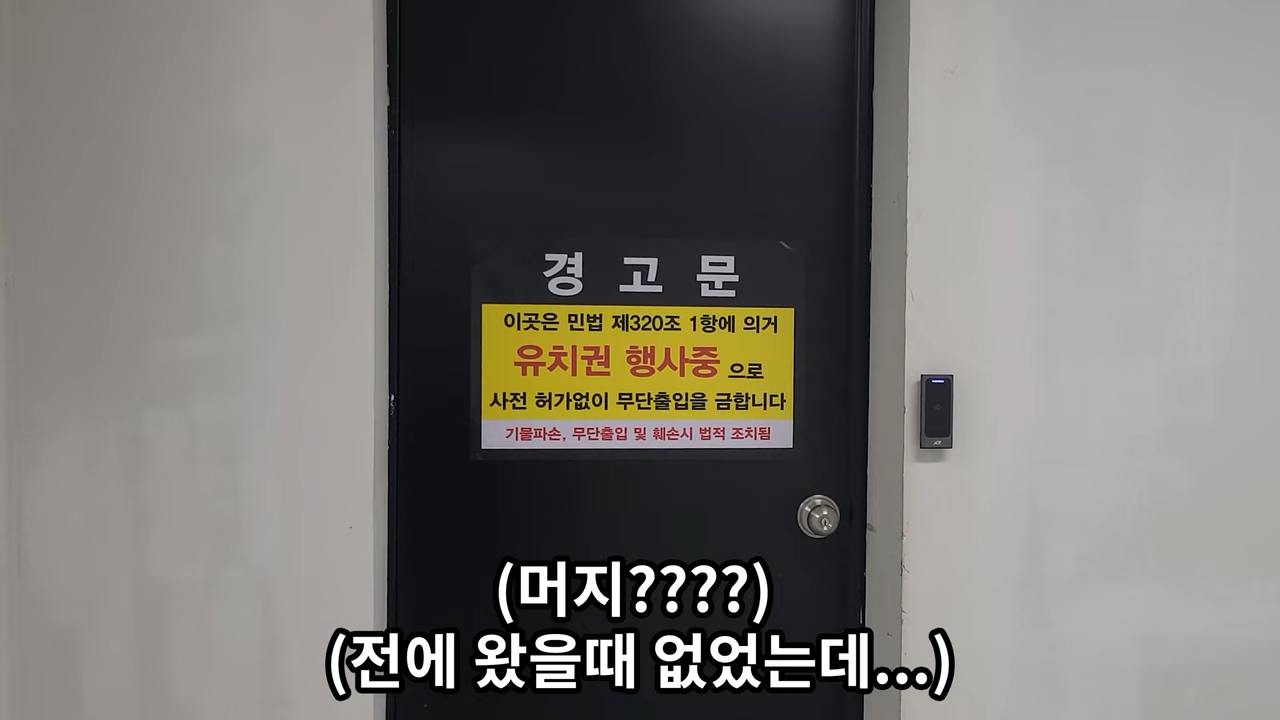 경 고 문
이곳은 민법 제320조 1항에 의거
유치권 행사중 으로
사전 허가없이 무단출입을 금합니다
기물파손, 무단출입 및 훼손시 법적 조치됨
(머지????)
(전에 왔을때 없었는데...)